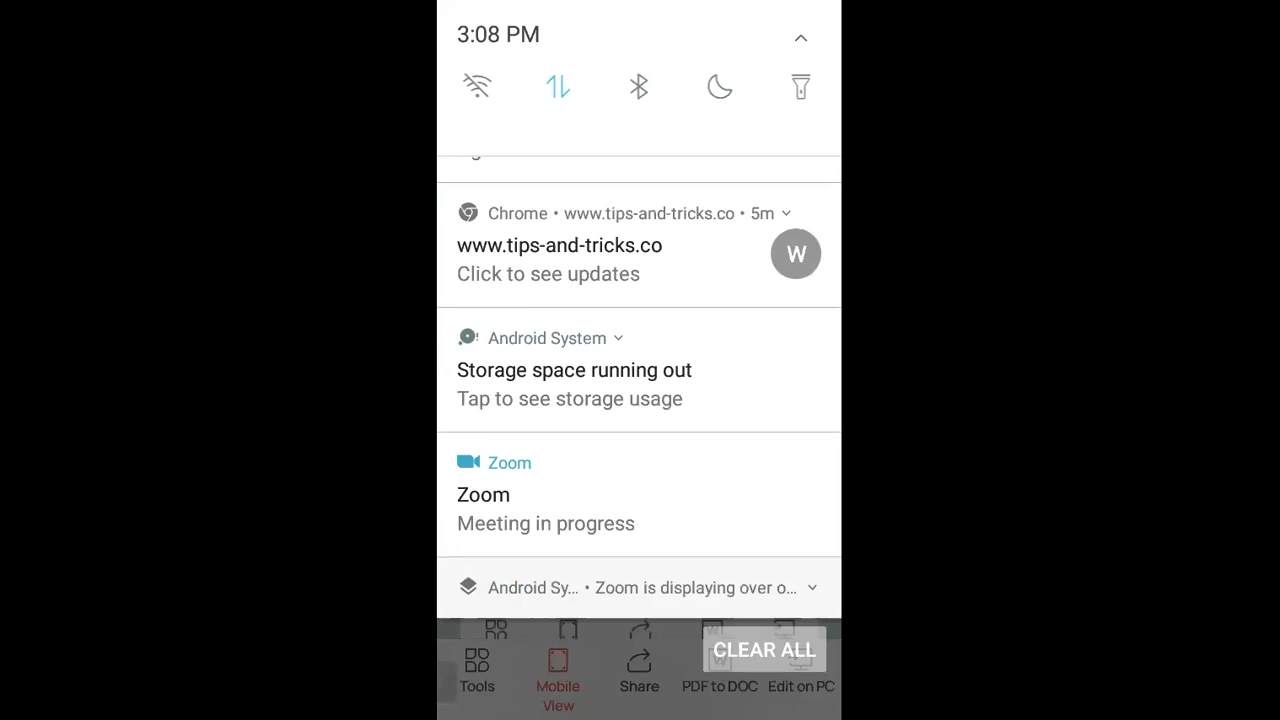 3:08 PM
Chrome • www.tips-and-tricks.co • 5m
www.tips-and-tricks.co
W
Click to see updates
Android System
Storage space running out
Tap to see storage usage
Zoom
Zoom
Meeting in progress
Android Sy... • Zoom is displaying over o...
CLEAR ALL
W
Tools
Mobile View
Share
PDF to DOC
Edit on PC